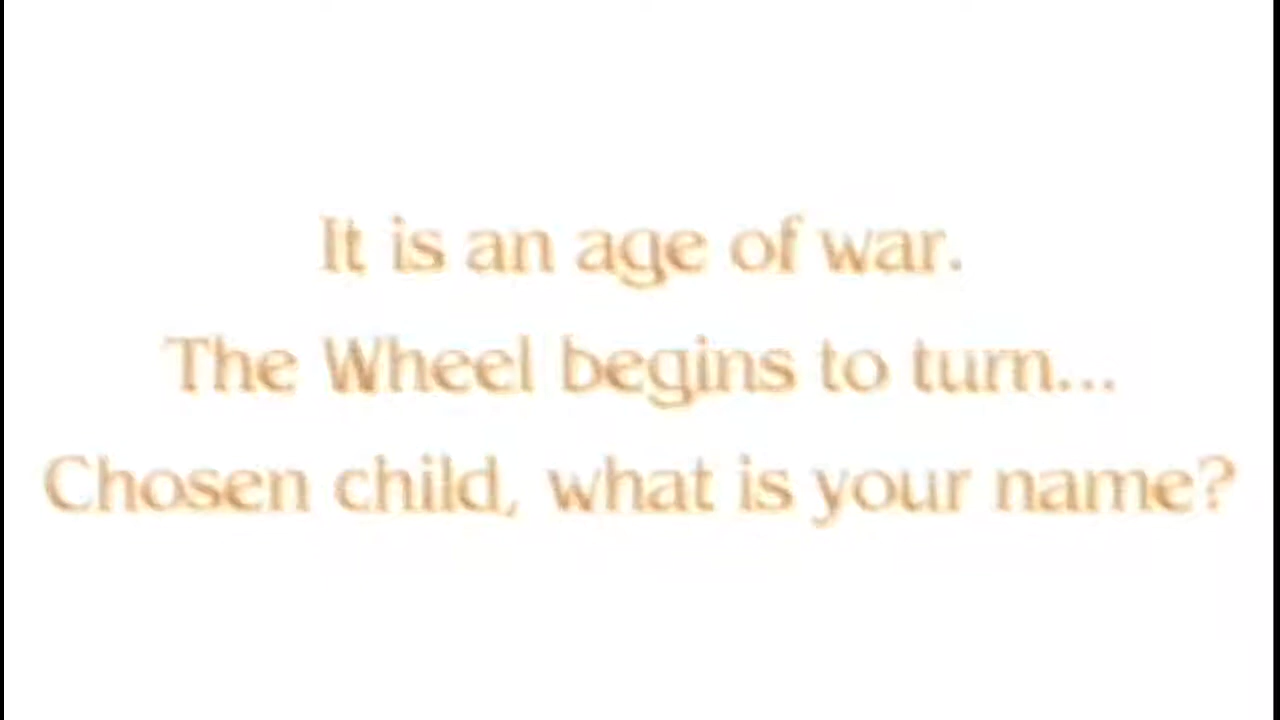 It is an age of war.
The Wheel begins to turn...
Chosen child, what is your name?